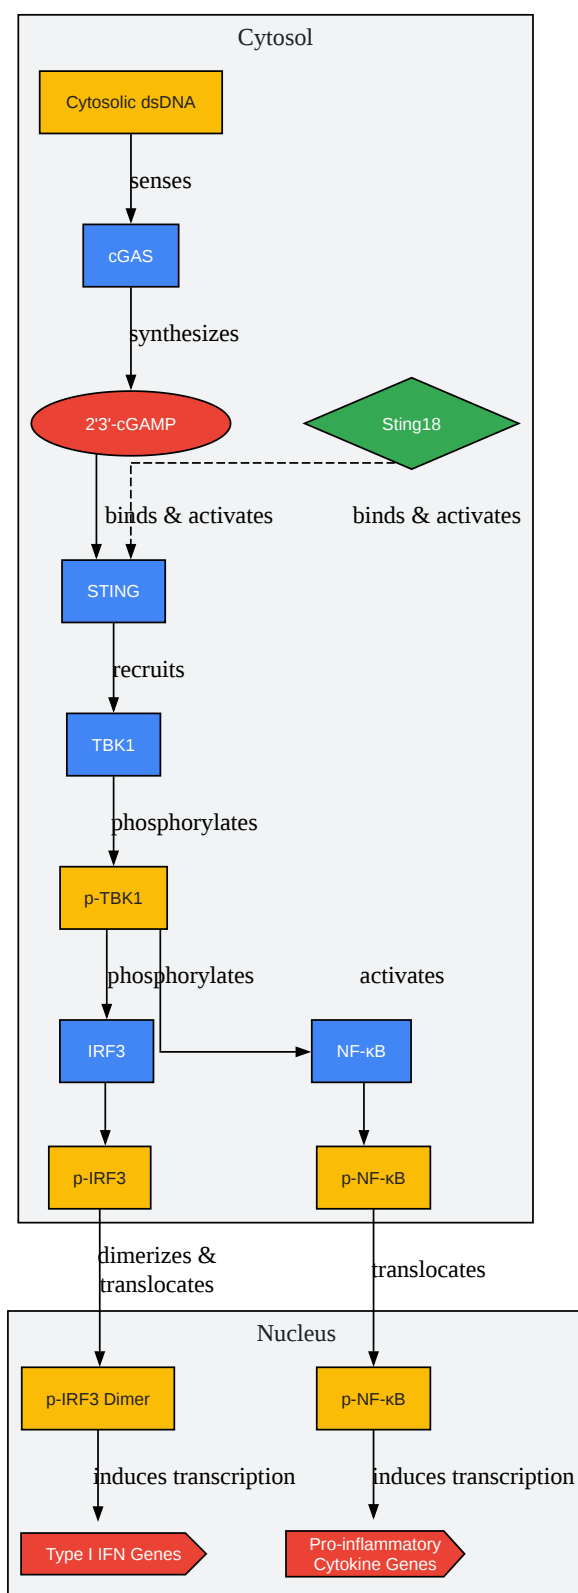 Cytosol
Cytosolic dsDNA
senses
cGAS
synthesizes
2'3'-cGAMP
Sting18
binds & activates
binds & activates
STING
recruits
TBK1
phosphorylates
p-TBK1
phosphorylates
activates
IRF3
NF-κB
p-IRF3
p-NF-κB
dimerizes &
translocates
translocates
Nucleus
p-IRF3 Dimer
p-NF-κB
induces transcription
induces transcription
Type I IFN Genes
Pro-inflammatory
Cytokine Genes